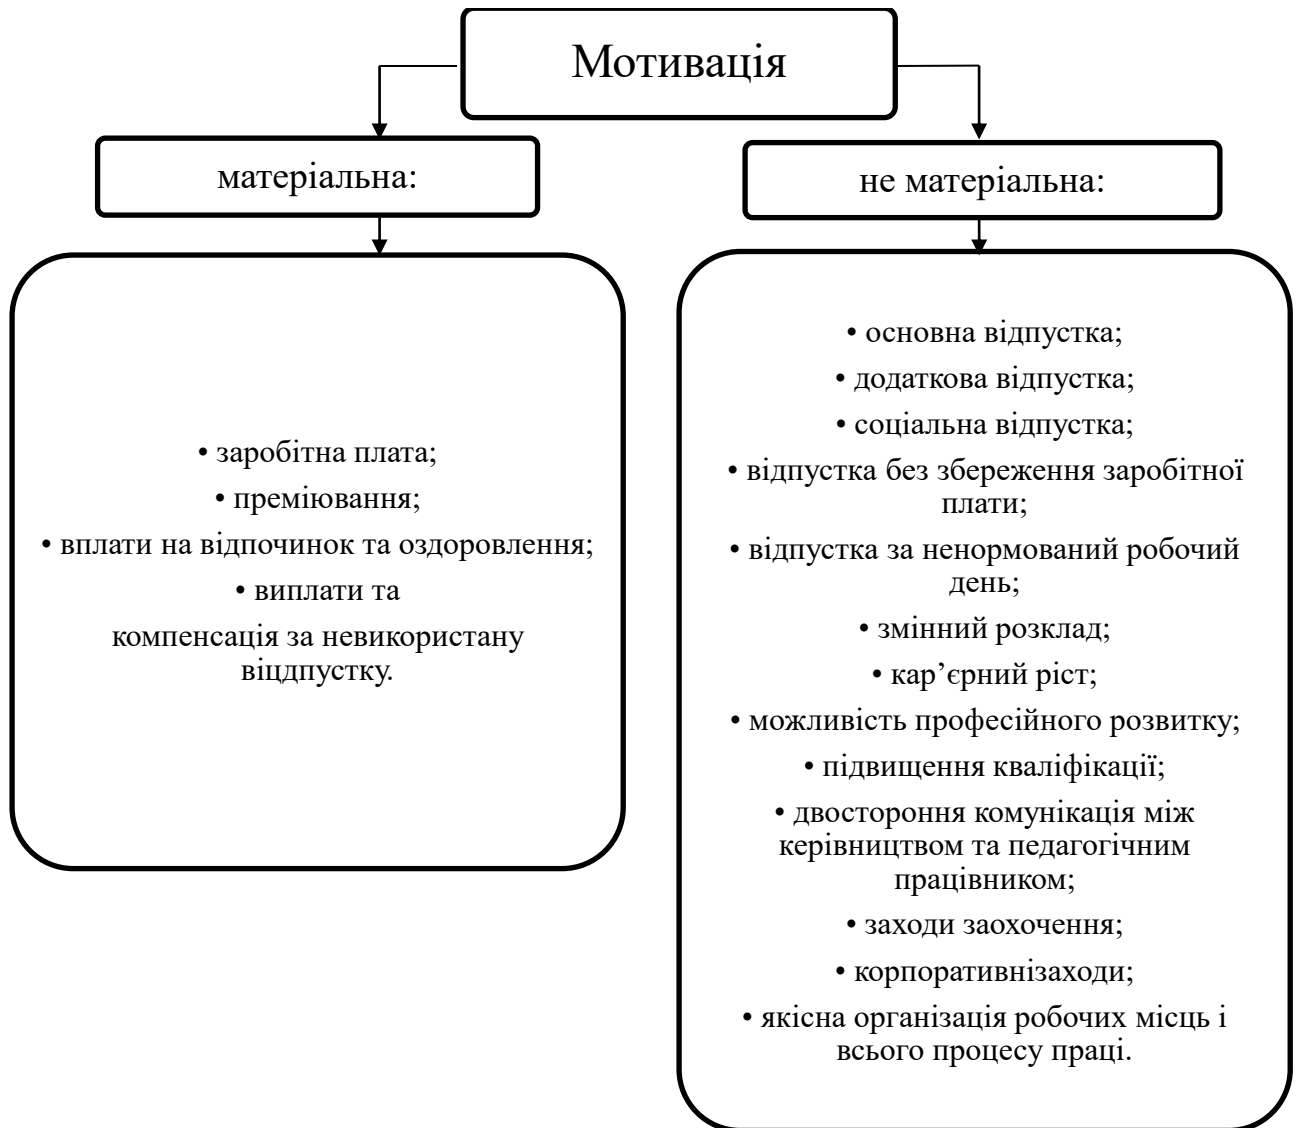 Мотивація
матеріальна:
• заробітна плата;
• преміювання;
• вплати на відпочинок та оздоровлення;
• виплати та
компенсація за невикористану
віцдпустку.
не матеріальна:
• основна відпустка;
• додаткова відпустка;
• соціальна відпустка;
• відпустка без збереження заробітної
плати;
• відпустка за ненормований робочий
день;
• змінний розклад;
• кар’єрний ріст;
• можливість професійного розвитку;
• підвищення кваліфікації;
• двостороння комунікація між
керівництвом та педагогічним
працівником;
• заходи заохочення;
• корпоративнізаходи;
• якісна організація робочих місць і
всього процесу праці.